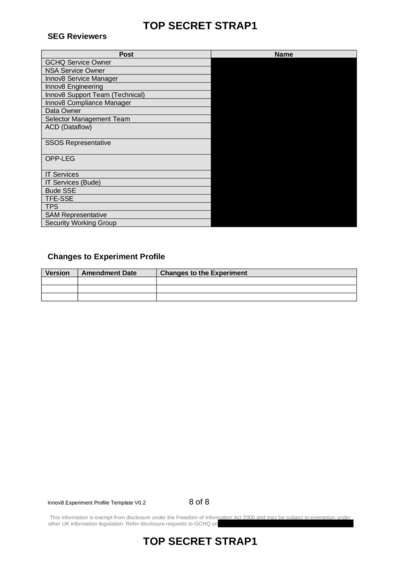 TOP SECRET STRAP1
SEG Reviewers
Post Name
GCHQ Service Owner
NSA Service Owner
Innov8 Service Manager
Innov8 Engineering
Innov8 Support Team (Technical)
Innov8 Compliance Manager
Data Owner
Selector Management Team
ACD (Dataflow)
SSOS Representative
OPP-LEG
IT Services
IT Services (Bude)
Bude SSE
TFE-SSE
TPS
SAM Representative
Security Working Group
Changes to Experiment Profile
Version Amendment Date Changes to the Experiment
Innov8 Experiment Profile Template V0.2 8 of 8
This information is exempt from disclosure under the Freedom of Information Act 2000 and may be subject to exemption under
other UK information legislation. Refer disclosure requests to GCHQ on
TOP SECRET STRAP1